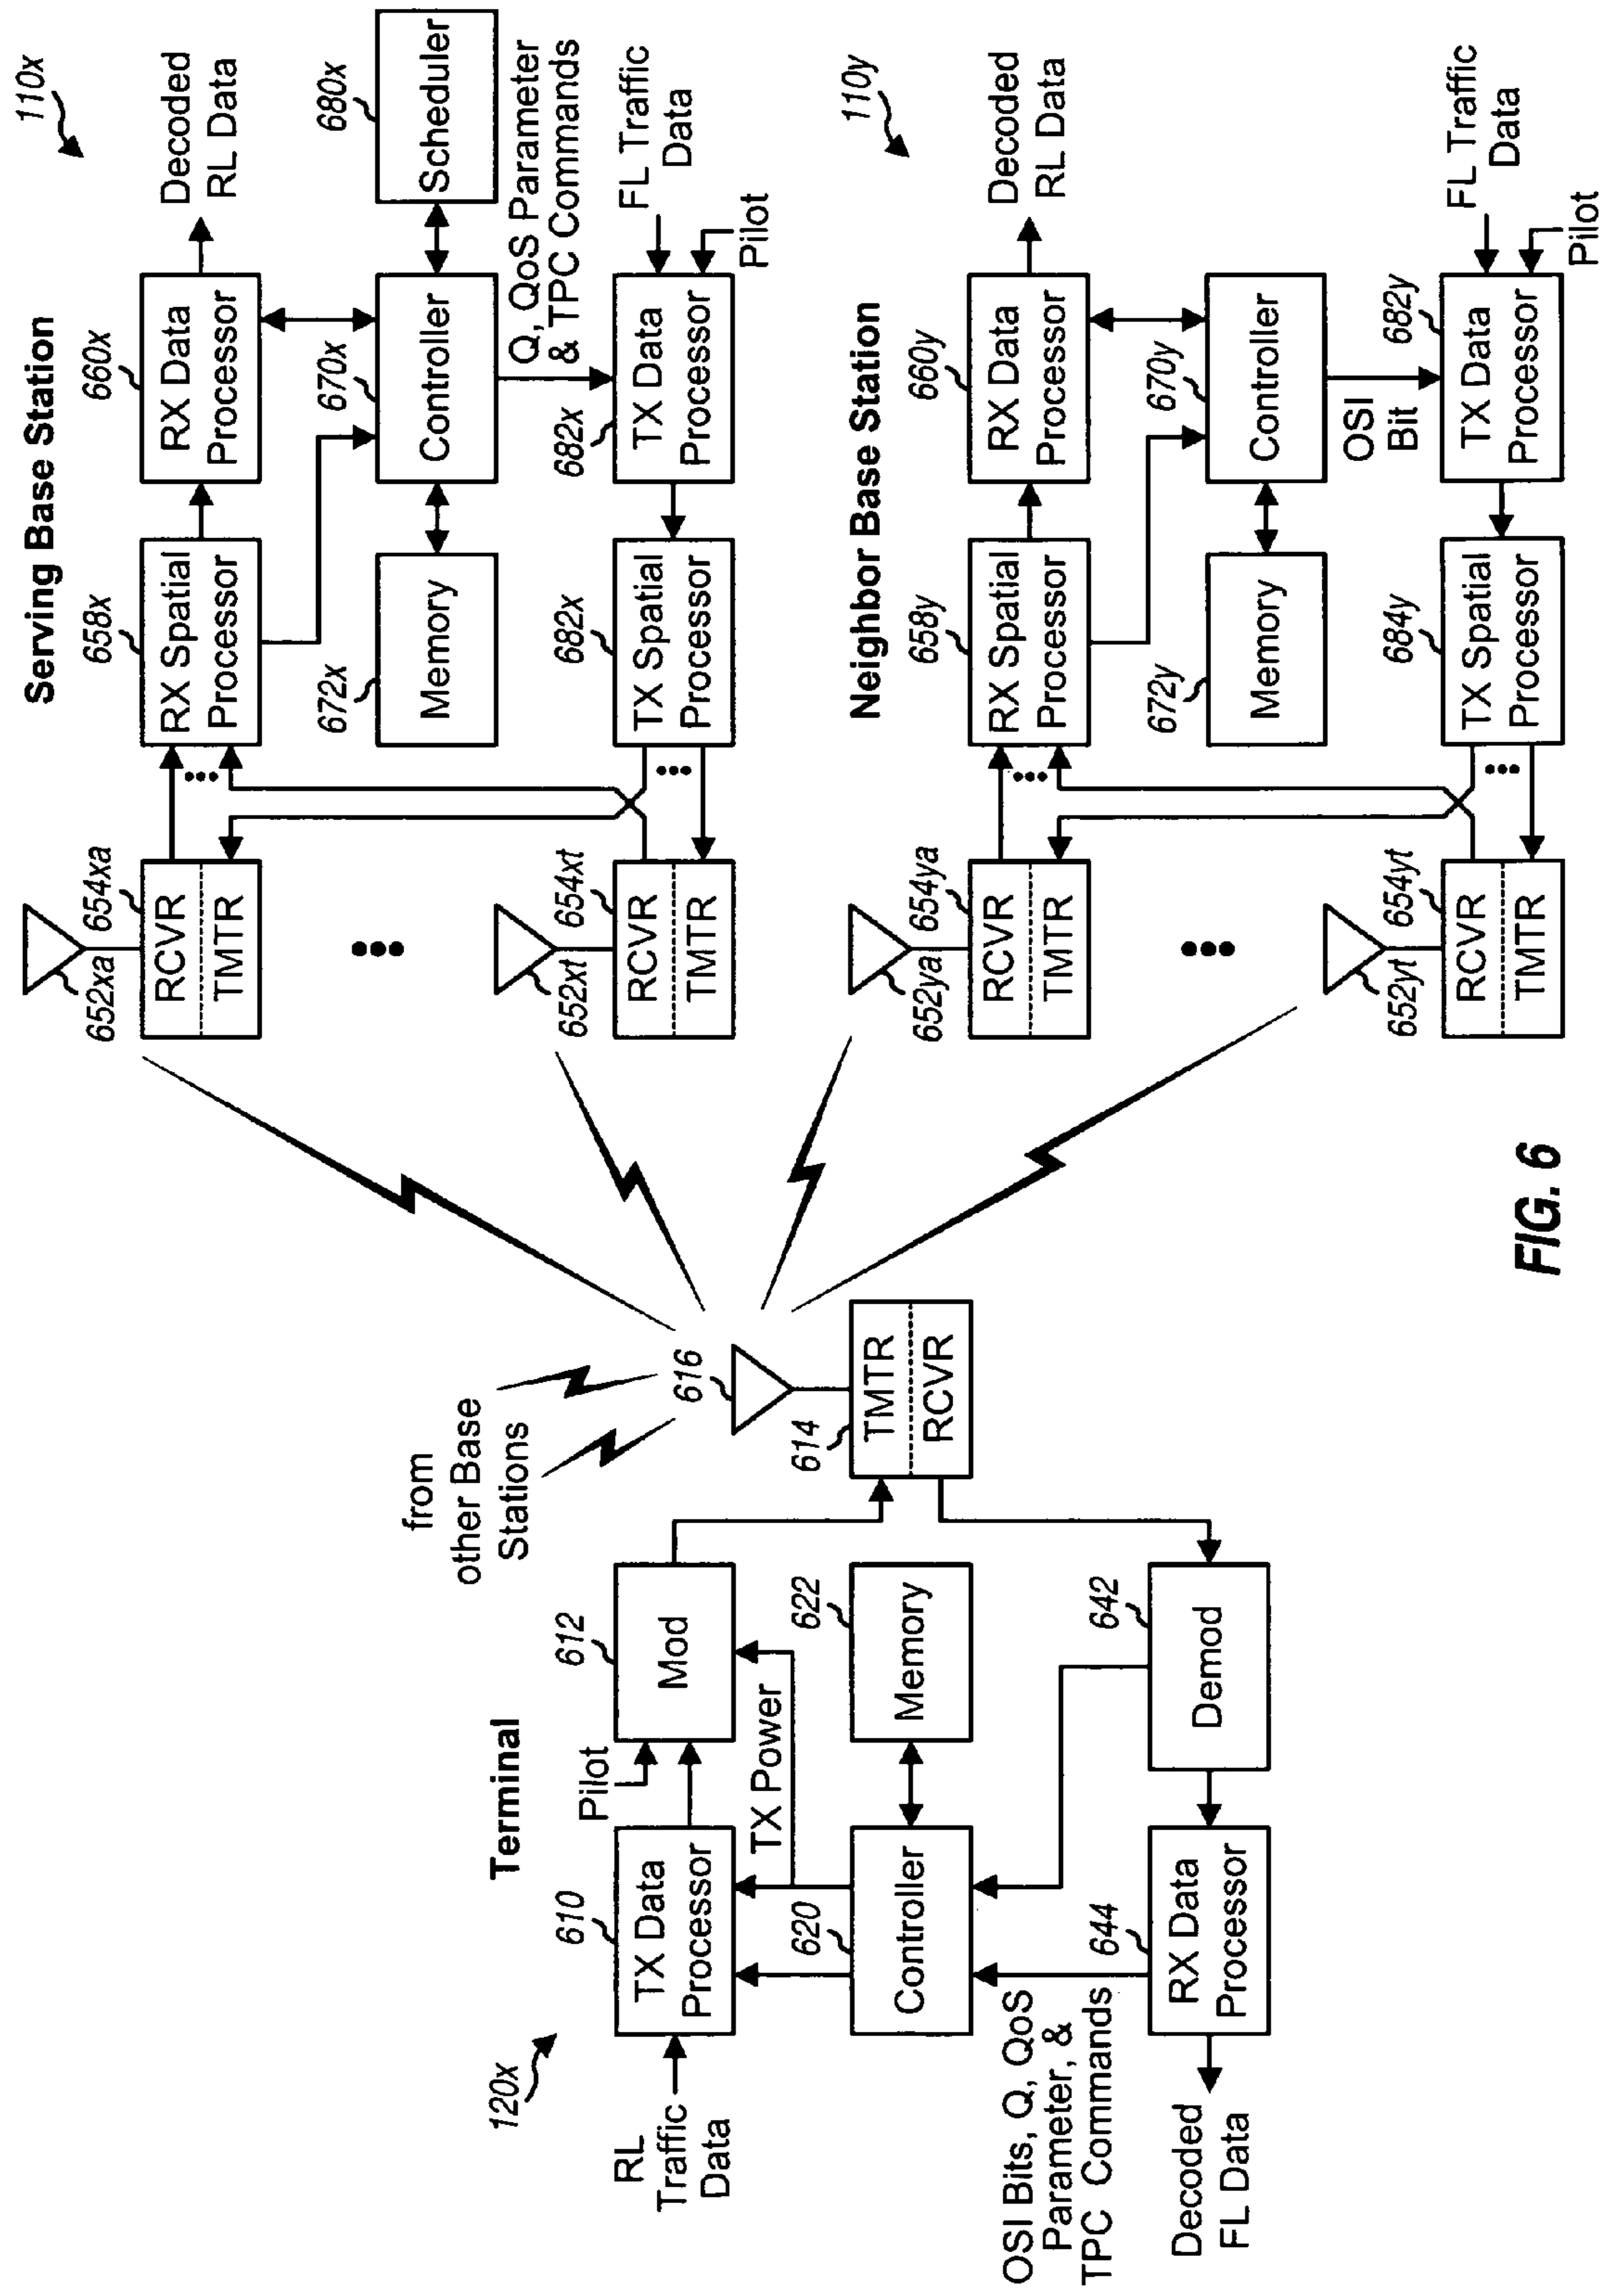 120x
Terminal
RL
Traffic
Data
610
TX Data
Processor
Pilot
612
Mod
TX Power
620
Controller
622
Memory
OSI Bits, Q, QoS
Parameter, &
TPC Commands
644
RX Data
Processor
642
Demod
Decoded
FL Data
614
TMTR
RCVR
616
from
other Base
Stations
Serving Base Station
110x
652xa
654xa
RCVR
TMTR
652xt
654xt
RCVR
TMTR
658x
RX Spatial
Processor
660x
RX Data
Processor
Decoded
RL Data
672x
Memory
670x
Controller
680x
Scheduler
Q, QoS Parameter
& TPC Commands
682x
TX Spatial
Processor
682x
TX Data
Processor
FL Traffic
Data
Pilot
Neighbor Base Station
110y
652ya
654ya
RCVR
TMTR
652yt
654yt
RCVR
TMTR
658y
RX Spatial
Processor
660y
RX Data
Processor
Decoded
RL Data
672y
Memory
670y
Controller
OSI
Bit
684y
TX Spatial
Processor
682y
TX Data
Processor
FL Traffic
Data
Pilot
FIG. 6